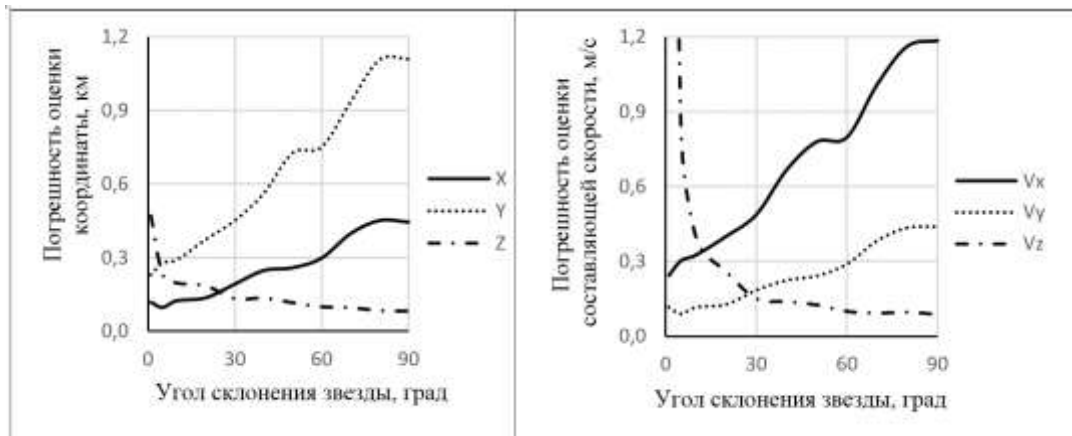 Погрешность оценки
координаты, км
1,2
0,9
0,6
0,3
0,0
0
30
60
90
Угол склонения звезды, град
X
Y
Z
Погрешность оценки
составляющей скорости, м/с
1,2
0,9
0,6
0,3
0,0
0
30
60
90
Угол склонения звезды, град
Vx
Vy
Vz